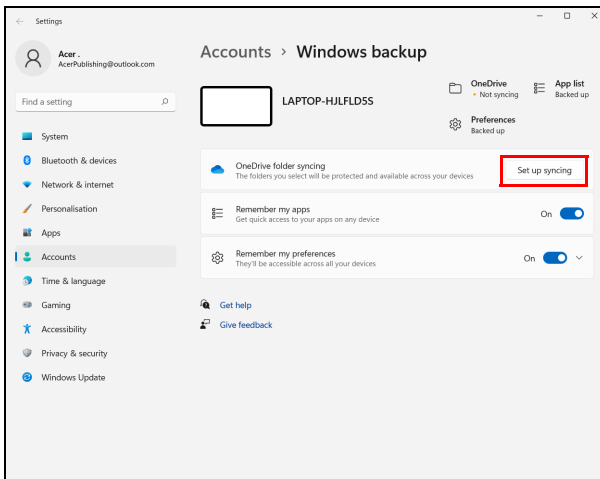 Settings
Acer .
AcerPublishing@outlook.com
Find a setting
System
Bluetooth & devices
Network & internet
Personalisation
Apps
Accounts
Time & language
Gaming
Accessibility
Privacy & security
Windows Update
Accounts > Windows backup
LAPTOP-HJLFLD5S
OneDrive
• Not syncing
App list
Backed up
Preferences
Backed up
OneDrive folder syncing
The folders you select will be protected and available across your devices
Set up syncing
Remember my apps
Get quick access to your apps on any device
On
Remember my preferences
They'll be accessible across all your devices
On
Get help
Give feedback